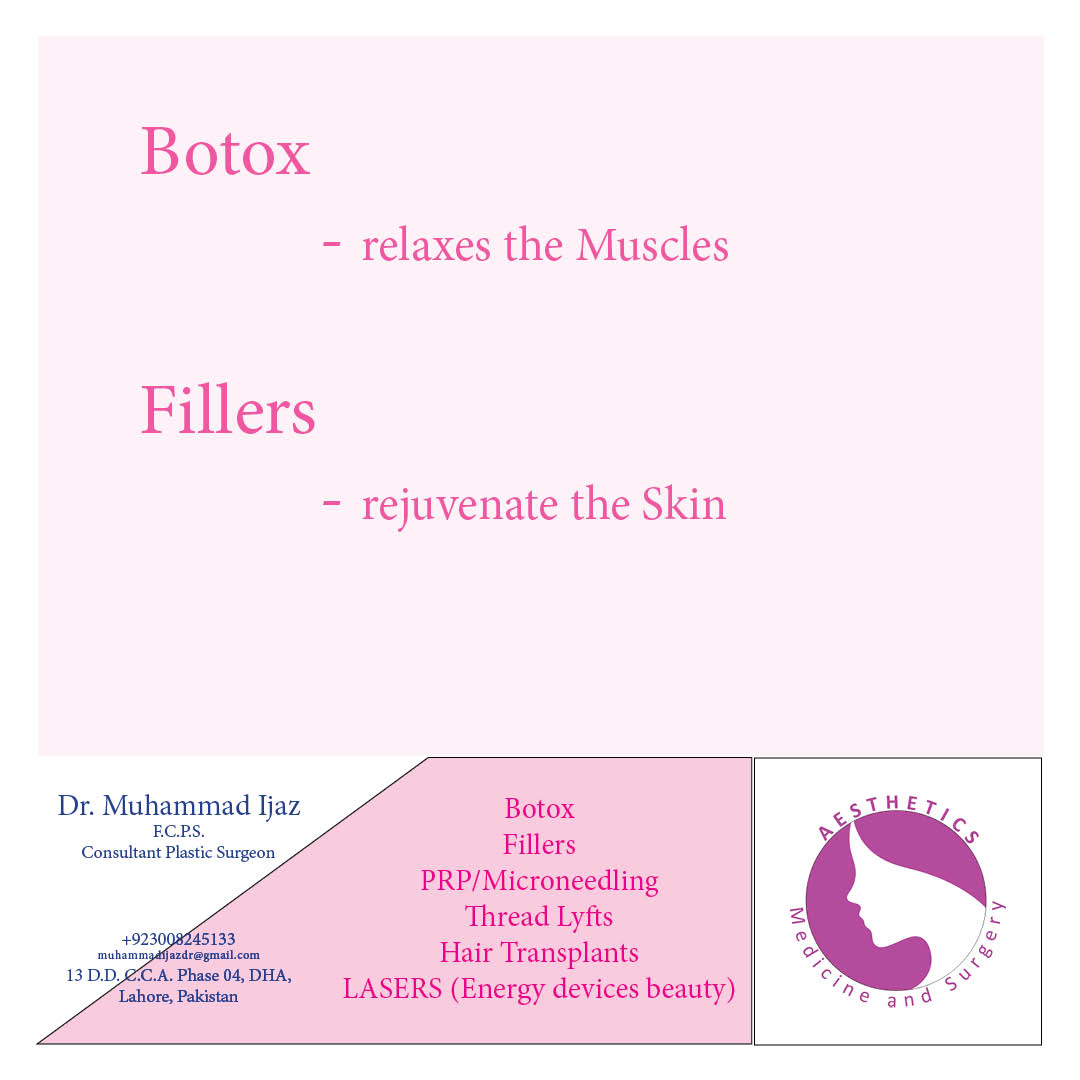 Botox
- relaxes the Muscles
Fillers
- rejuvenate the Skin
Dr. Muhammad Ijaz
F.C.P.S.
Consultant Plastic Surgeon
+923008245133
muhammadijazdr@gmail.com
13 D.D. C.C.A. Phase 04, DHA,
Lahore, Pakistan
Botox
Fillers
PRP/Microneedling
Thread Lyfts
Hair Transplants
LASERS (Energy devices beauty)
AESTHETICS
Medicine and Surgery